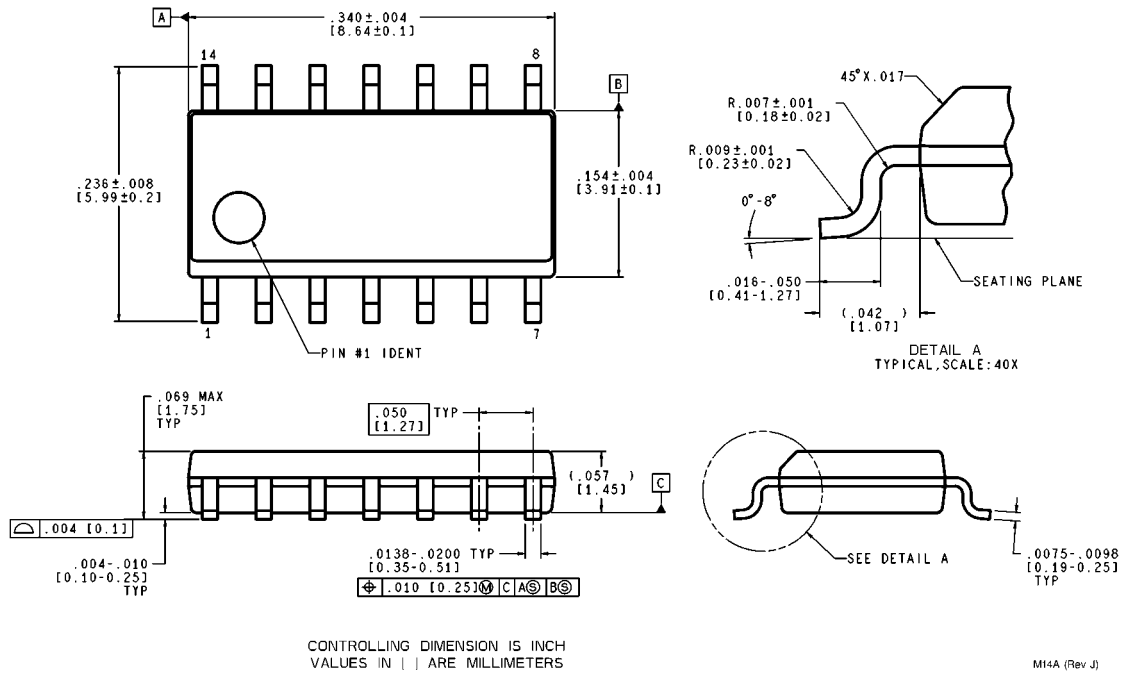 A
.340±.004
[8.64±0.1]
14
8
B
.236±.008
[5.99±0.2]
.154±.004
[3.91±0.1]
1
7
PIN #1 IDENT
45°X.017
R.007±.001
[0.18±0.02]
R.009±.001
[0.23±0.02]
0°-8°
.016-.050
[0.41-1.27]
SEATING PLANE
(.042 )
[1.07]
DETAIL A
TYPICAL,SCALE:40X
.069 MAX
[1.75]
TYP
.050 TYP
[1.27]
(.057 )
[1.45]
C
⌓ .004 [0.1]
.004-.010
[0.10-0.25]
TYP
.0138-.0200 TYP
[0.35-0.51]
⌖ .010 [0.25]Ⓜ C AⓈ BⓈ
SEE DETAIL A
.0075-.0098
[0.19-0.25]
TYP
CONTROLLING DIMENSION IS INCH
VALUES IN [ ] ARE MILLIMETERS
M14A (Rev J)